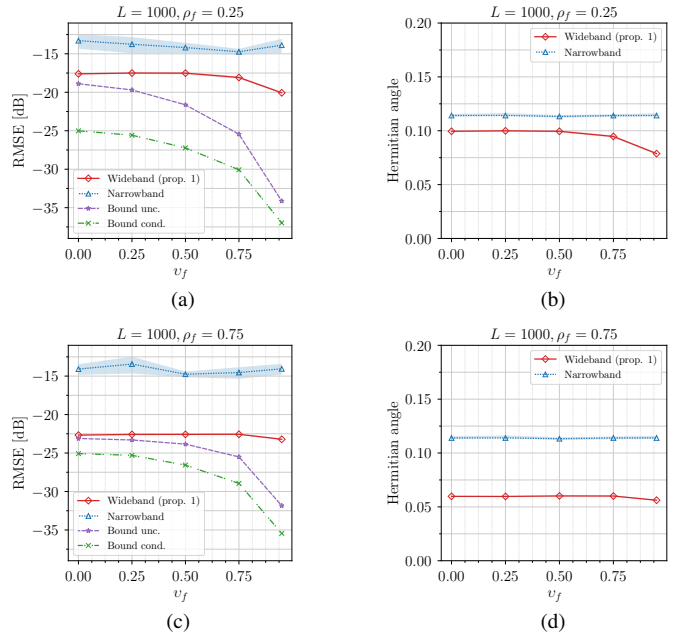 L = 1000, ρ_f = 0.25
RMSE [dB]
−15
−20
−25
−30
−35
Wideband (prop. 1)
Narrowband
Bound unc.
Bound cond.
0.00 0.25 0.50 0.75
υ_f
(a)
L = 1000, ρ_f = 0.25
Hermitian angle
0.20
0.15
0.10
0.05
0.00
Wideband (prop. 1)
Narrowband
0.00 0.25 0.50 0.75
υ_f
(b)
L = 1000, ρ_f = 0.75
RMSE [dB]
−15
−20
−25
−30
−35
Wideband (prop. 1)
Narrowband
Bound unc.
Bound cond.
0.00 0.25 0.50 0.75
υ_f
(c)
L = 1000, ρ_f = 0.75
Hermitian angle
0.20
0.15
0.10
0.05
0.00
Wideband (prop. 1)
Narrowband
0.00 0.25 0.50 0.75
υ_f
(d)